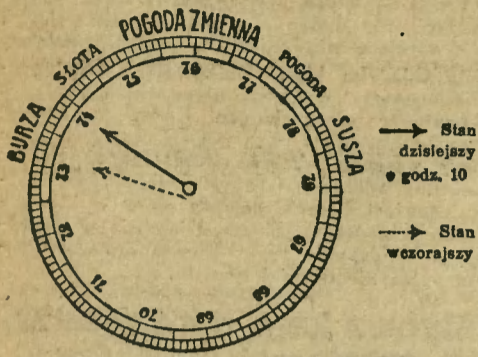 POGODA ZMIENNA
SŁOTA
POGODA
BURZA
SUSZA
73
74
75
76
77
78
79
69
70
71
72
Stan
dzisiejszy
o godz. 10
Stan
wczorajszy